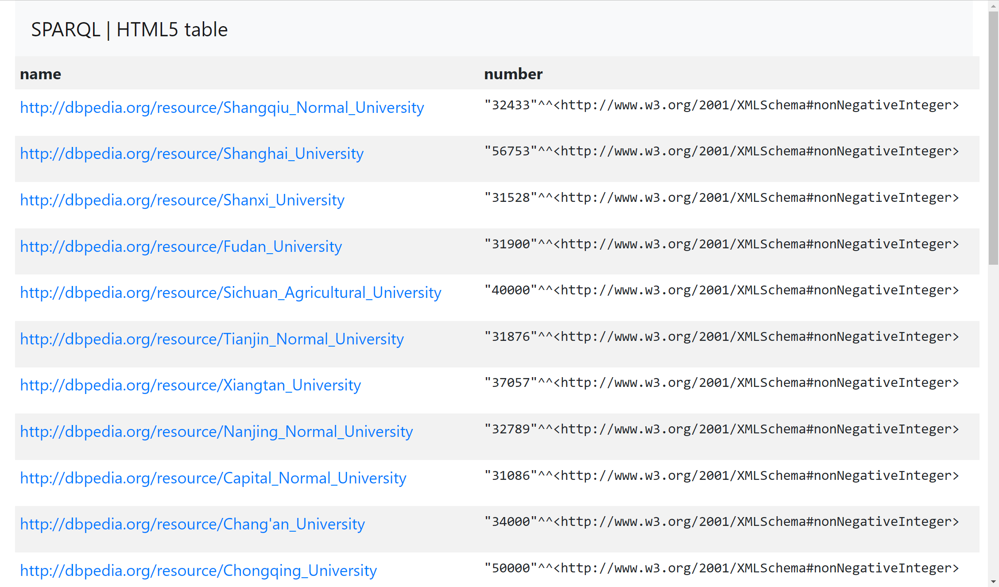 SPARQL | HTML5 table
name number
http://dbpedia.org/resource/Shangqiu_Normal_University "32433"^^<http://www.w3.org/2001/XMLSchema#nonNegativeInteger>
http://dbpedia.org/resource/Shanghai_University "56753"^^<http://www.w3.org/2001/XMLSchema#nonNegativeInteger>
http://dbpedia.org/resource/Shanxi_University "31528"^^<http://www.w3.org/2001/XMLSchema#nonNegativeInteger>
http://dbpedia.org/resource/Fudan_University "31900"^^<http://www.w3.org/2001/XMLSchema#nonNegativeInteger>
http://dbpedia.org/resource/Sichuan_Agricultural_University "40000"^^<http://www.w3.org/2001/XMLSchema#nonNegativeInteger>
http://dbpedia.org/resource/Tianjin_Normal_University "31876"^^<http://www.w3.org/2001/XMLSchema#nonNegativeInteger>
http://dbpedia.org/resource/Xiangtan_University "37057"^^<http://www.w3.org/2001/XMLSchema#nonNegativeInteger>
http://dbpedia.org/resource/Nanjing_Normal_University "32789"^^<http://www.w3.org/2001/XMLSchema#nonNegativeInteger>
http://dbpedia.org/resource/Capital_Normal_University "31086"^^<http://www.w3.org/2001/XMLSchema#nonNegativeInteger>
http://dbpedia.org/resource/Chang'an_University "34000"^^<http://www.w3.org/2001/XMLSchema#nonNegativeInteger>
http://dbpedia.org/resource/Chongqing_University "50000"^^<http://www.w3.org/2001/XMLSchema#nonNegativeInteger>